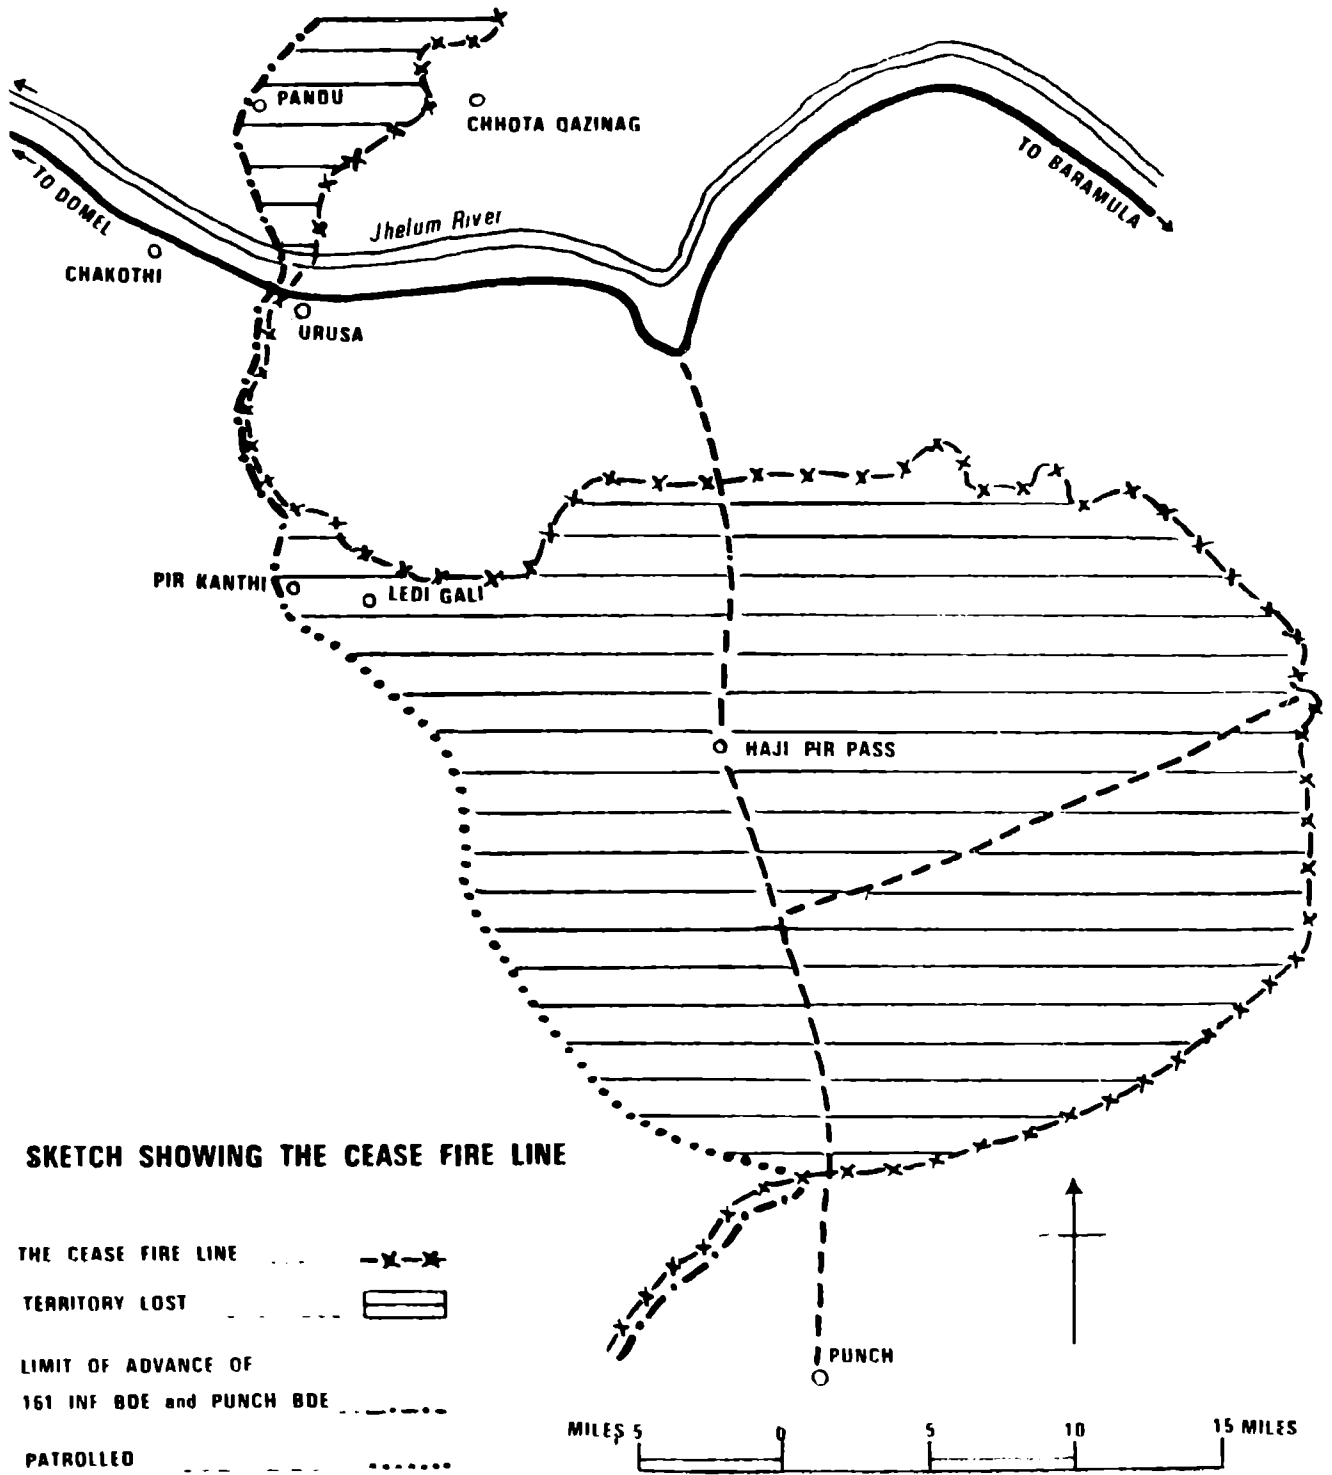 PANDU
CHHOTA QAZINAG
TO BARAMULA
TO DOMEL
Jhelum River
CHAKOTHI
URUSA
PIR KANTHI
LEDI GALI
HAJI PIR PASS
SKETCH SHOWING THE CEASE FIRE LINE
THE CEASE FIRE LINE
TERRITORY LOST
LIMIT OF ADVANCE OF
161 INF BDE and PUNCH BDE
PATROLLED
PUNCH
MILES 5 0 5 10 15 MILES